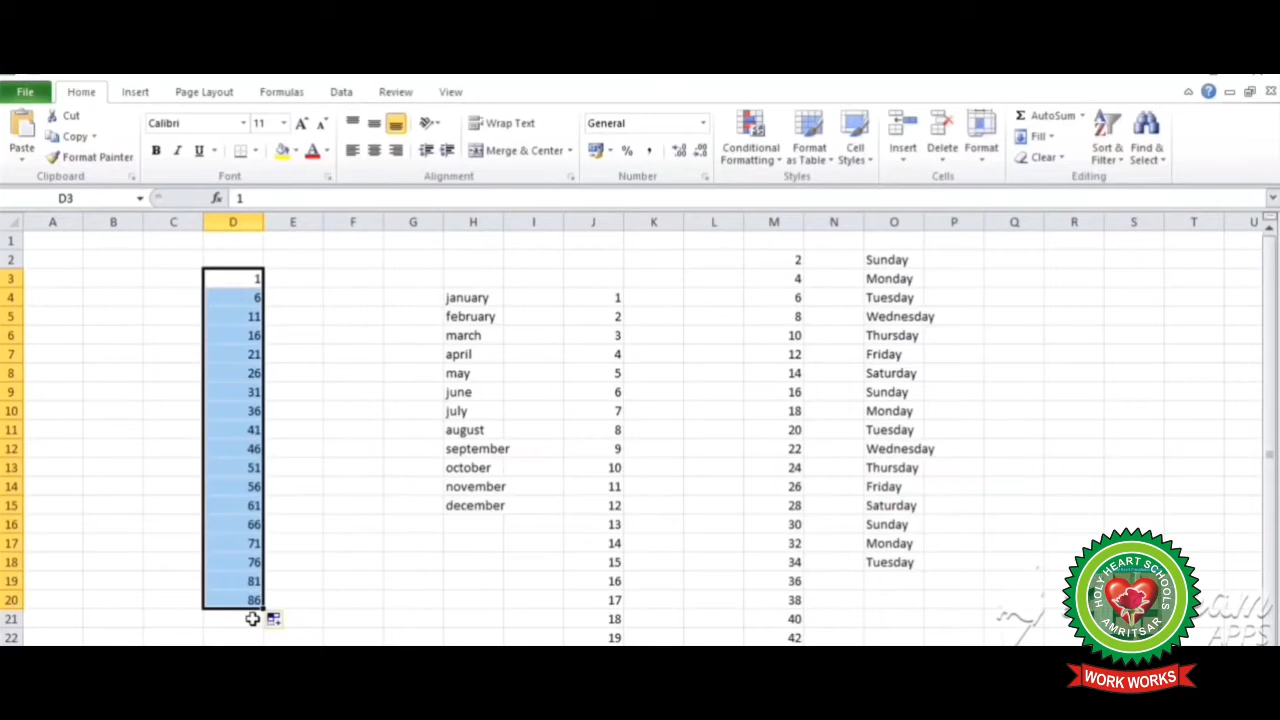 File Home Insert Page Layout Formulas Data Review View
Cut
Copy
Format Painter
Paste
Clipboard
Calibri 11
B I U
Font
Wrap Text
Merge & Center
Alignment
General
%
Number
Conditional Formatting
Format as Table
Cell Styles
Styles
Insert Delete Format
Cells
AutoSum
Fill
Clear
Sort & Filter
Find & Select
Editing
D3 fx 1
A B C D E F G H I J K L M N O P Q R S T U
1
2 2 Sunday
3 1 4 Monday
4 6 january 1 6 Tuesday
5 11 february 2 8 Wednesday
6 16 march 3 10 Thursday
7 21 april 4 12 Friday
8 26 may 5 14 Saturday
9 31 june 6 16 Sunday
10 36 july 7 18 Monday
11 41 august 8 20 Tuesday
12 46 september 9 22 Wednesday
13 51 october 10 24 Thursday
14 56 november 11 26 Friday
15 61 december 12 28 Saturday
16 66 13 30 Sunday
17 71 14 32 Monday
18 76 15 34 Tuesday
19 81 16 36
20 86 17 38
21 18 40
22 19 42
HOLY HEART SCHOOLS
AMRITSAR
WORK WORKS
APPS